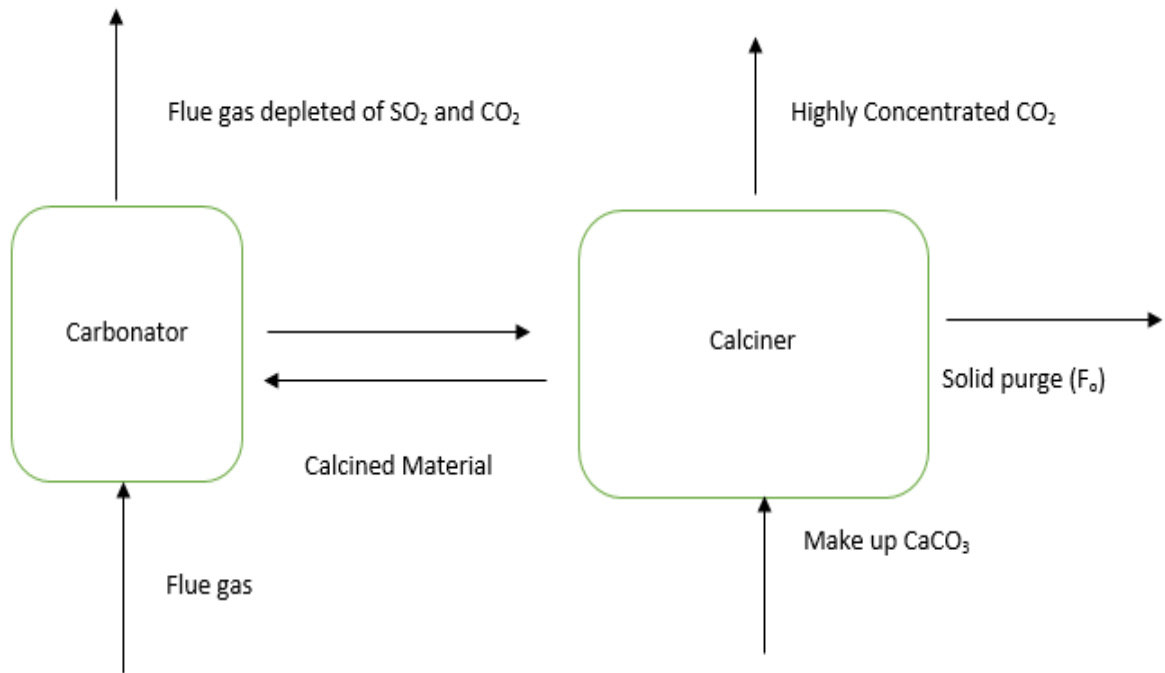 Flue gas depleted of SO₂ and CO₂
Highly Concentrated CO₂
Carbonator
Calciner
Solid purge (Fₒ)
Calcined Material
Make up CaCO₃
Flue gas